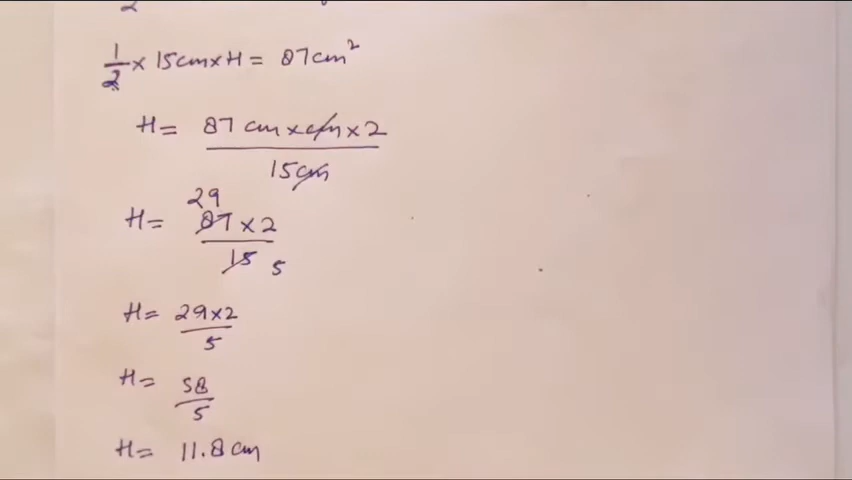 2
1/2 × 15cm × H = 87cm²
H = 87 cm × cm × 2 / 15cm
29
H = 87 × 2 / 15 5
H = 29×2 / 5
H = 58 / 5
H = 11.8 cm